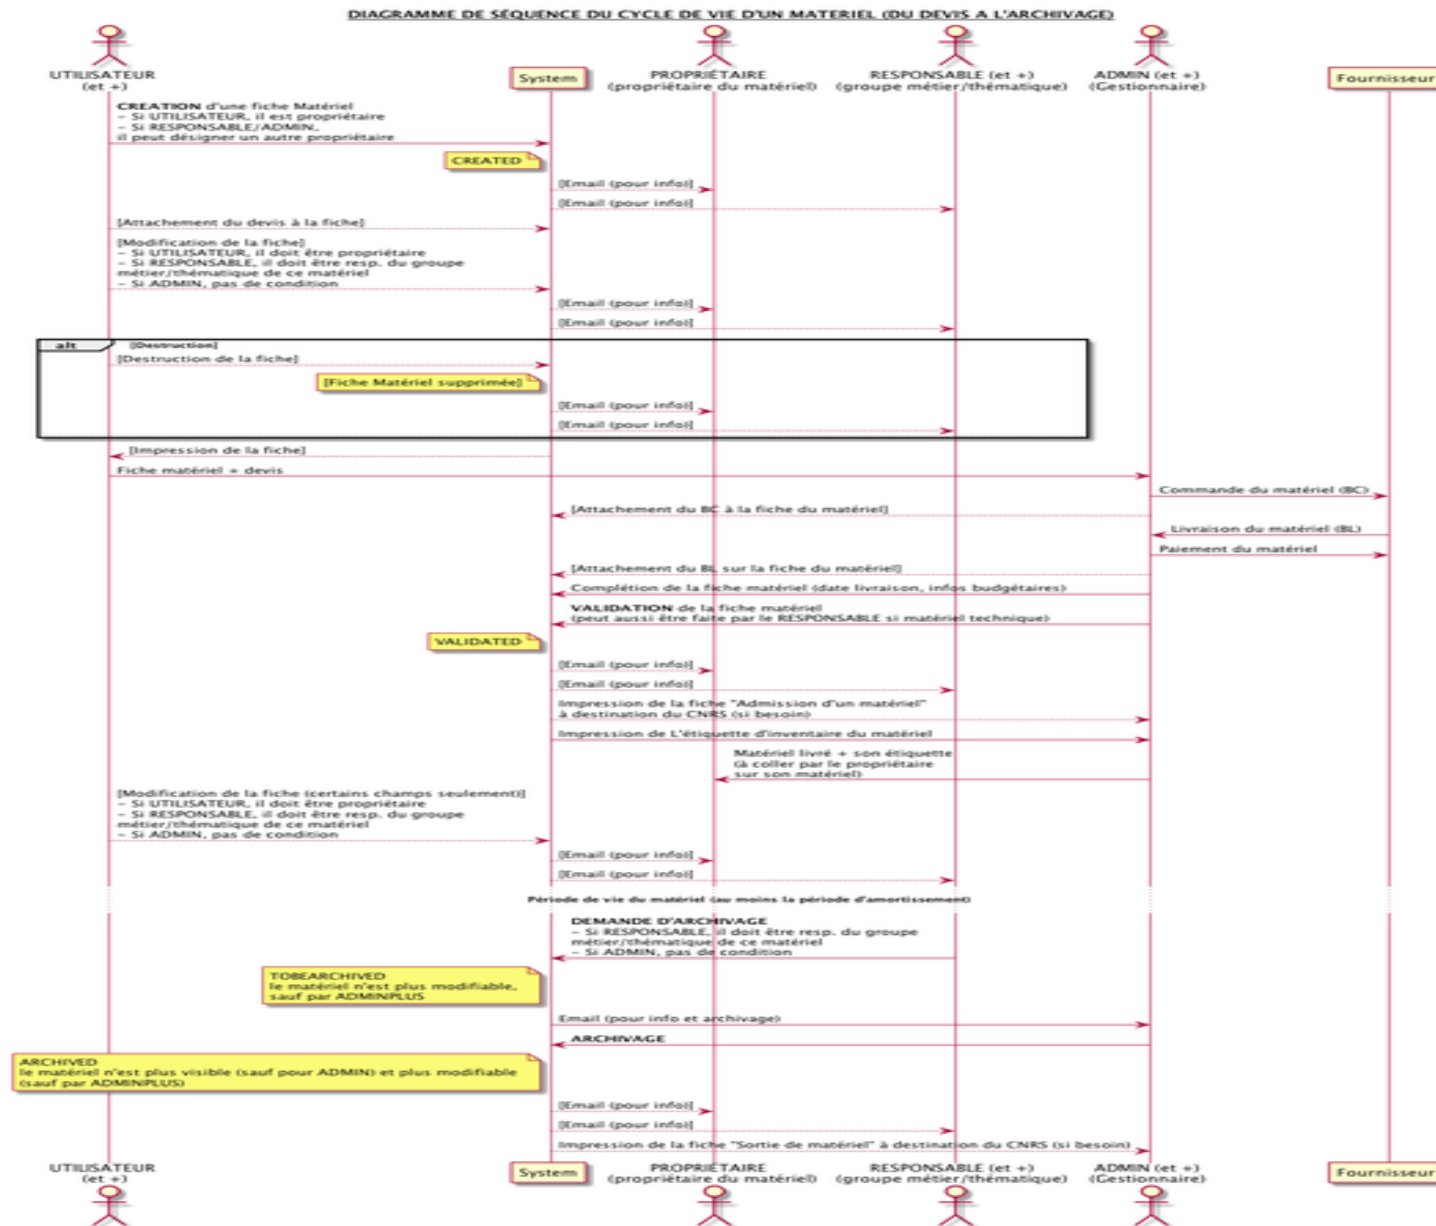 DIAGRAMME DE SÉQUENCE DU CYCLE DE VIE D'UN MATERIEL (DU DEVIS A L'ARCHIVAGE)
UTILISATEUR
(et +)
System
PROPRIÉTAIRE
(propriétaire du matériel)
RESPONSABLE (et +)
(groupe métier/thématique)
ADMIN (et +)
(Gestionnaire)
Fournisseur
CREATION d'une fiche Matériel
- Si UTILISATEUR, il est propriétaire
- Si RESPONSABLE/ADMIN,
il peut désigner un autre propriétaire
CREATED
[Email (pour info)]
[Email (pour info)]
[Attachement du devis à la fiche]
[Modification de la fiche]
- Si UTILISATEUR, il doit être propriétaire
- Si RESPONSABLE, il doit être resp. du groupe
métier/thématique de ce matériel
- Si ADMIN, pas de condition
[Email (pour info)]
[Email (pour info)]
alt
[Destruction]
[Destruction de la fiche]
[Fiche Matériel supprimée]
[Email (pour info)]
[Email (pour info)]
[Impression de la fiche]
Fiche matériel + devis
Commande du matériel (BC)
[Attachement du BC à la fiche du matériel]
Livraison du matériel (BL)
Paiement du matériel
[Attachement du BL sur la fiche du matériel]
Complétion de la fiche matériel (date livraison, infos budgétaires)
VALIDATION de la fiche matériel
(peut aussi être faite par le RESPONSABLE si matériel technique)
VALIDATED
[Email (pour info)]
[Email (pour info)]
Impression de la fiche "Admission d'un matériel"
à destination du CNRS (si besoin)
Impression de L'étiquette d'inventaire du matériel
Matériel livré + son étiquette
(à coller par le propriétaire
sur son matériel)
[Modification de la fiche (certains champs seulement)]
- Si UTILISATEUR, il doit être propriétaire
- Si RESPONSABLE, il doit être resp. du groupe
métier/thématique de ce matériel
- Si ADMIN, pas de condition
[Email (pour info)]
[Email (pour info)]
Période de vie du matériel (au moins la période d'amortissement)
DEMANDE D'ARCHIVAGE
- Si RESPONSABLE, il doit être resp. du groupe
métier/thématique de ce matériel
- Si ADMIN, pas de condition
TOBEARCHIVED
le matériel n'est plus modifiable,
sauf par ADMINPLUS
Email (pour info et archivage)
ARCHIVAGE
ARCHIVED
le matériel n'est plus visible (sauf pour ADMIN) et plus modifiable
(sauf par ADMINPLUS)
[Email (pour info)]
[Email (pour info)]
Impression de la fiche "Sortie de matériel" à destination du CNRS (si besoin)
UTILISATEUR
(et +)
System
PROPRIÉTAIRE
(propriétaire du matériel)
RESPONSABLE (et +)
(groupe métier/thématique)
ADMIN (et +)
(Gestionnaire)
Fournisseur